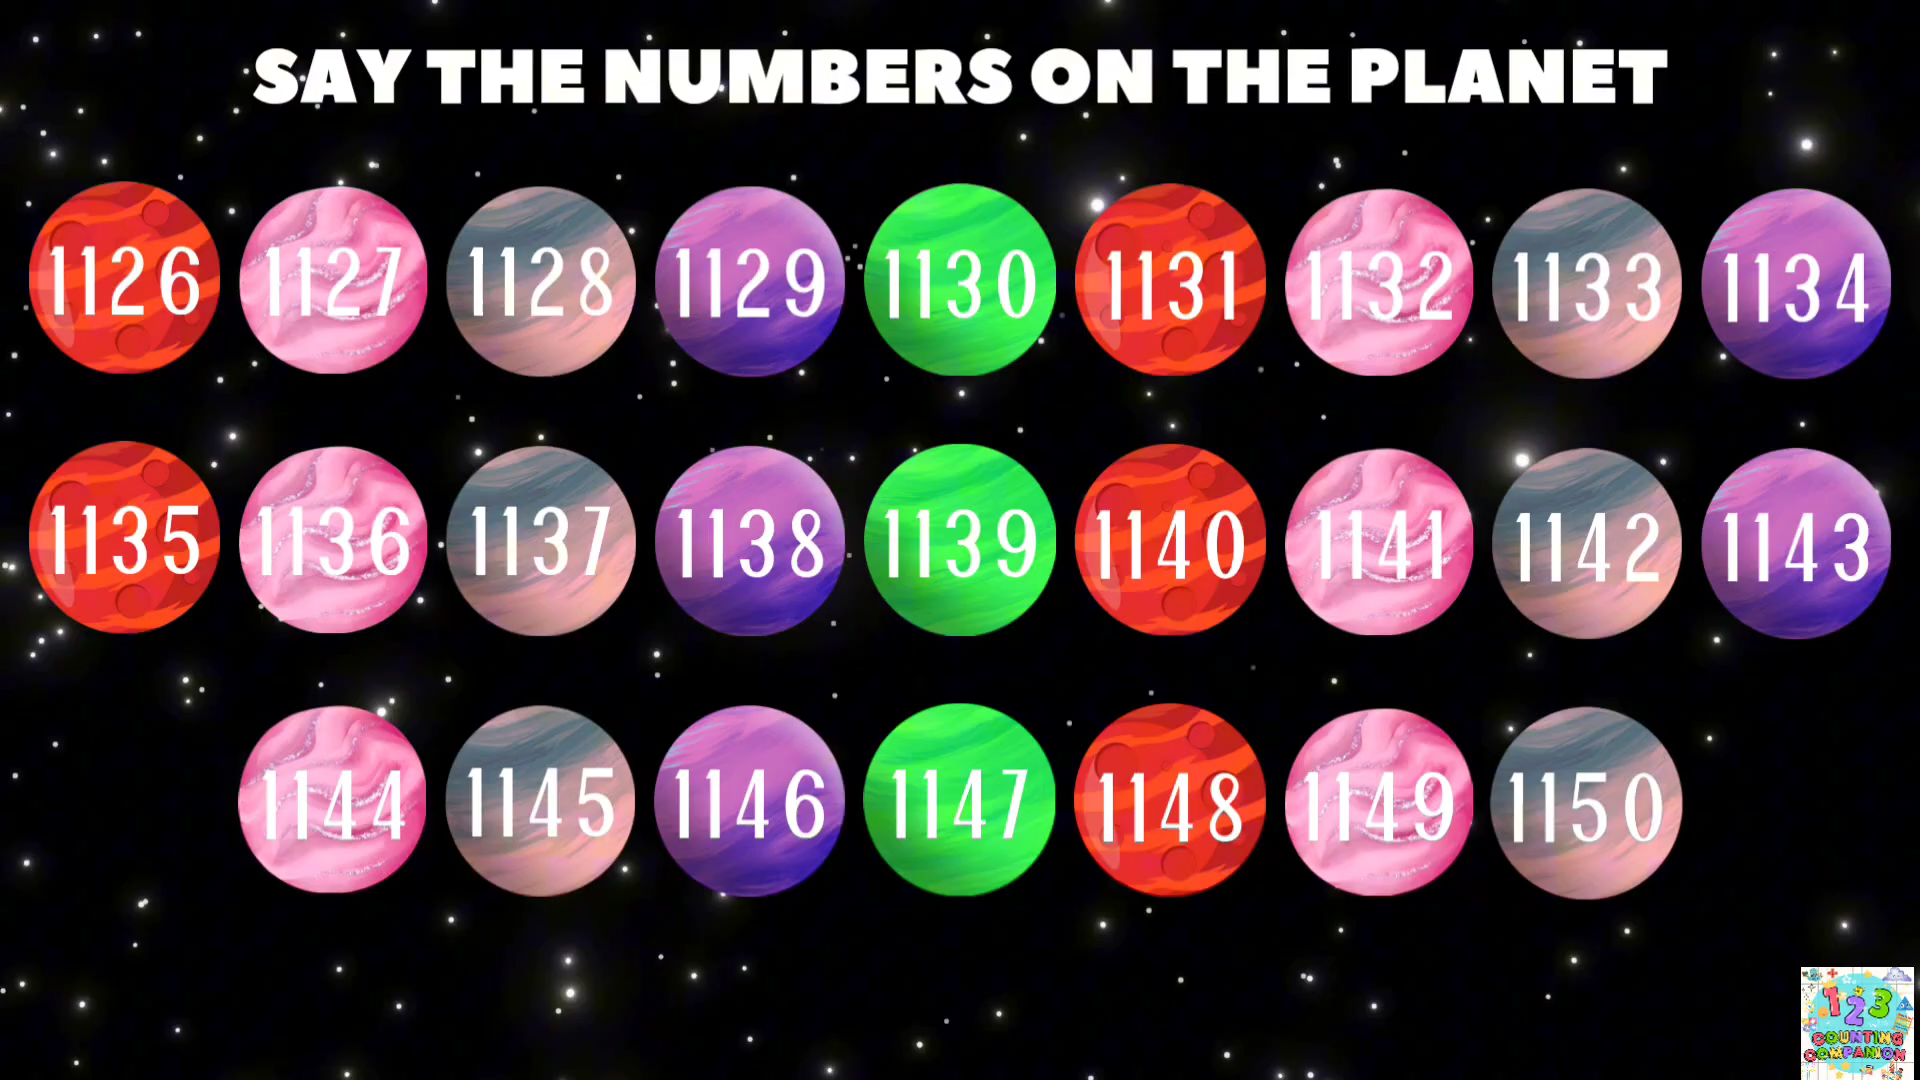 SAY THE NUMBERS ON THE PLANET
1126 1127 1128 1129 1130 1131 1132 1133 1134
1135 1136 1137 1138 1139 1140 1141 1142 1143
1144 1145 1146 1147 1148 1149 1150
123
COUNTING
COMPANION